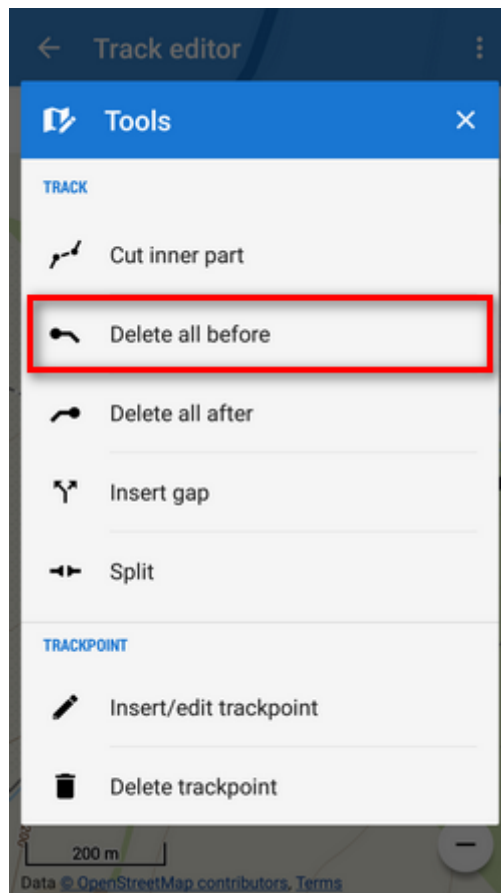 Track editor
Tools
TRACK
Cut inner part
Delete all before
Delete all after
Insert gap
Split
TRACKPOINT
Insert/edit trackpoint
Delete trackpoint
200
200 m
Data © OpenStreetMap contributors, Terms